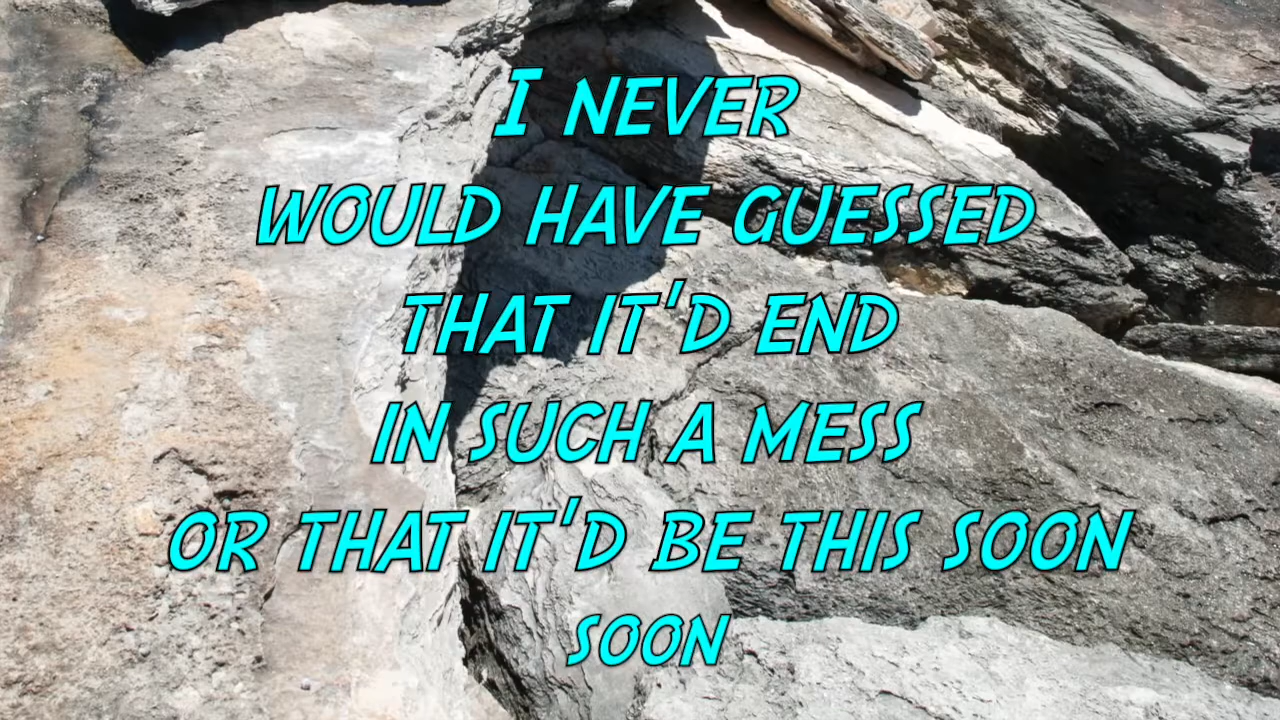 I NEVER
WOULD HAVE GUESSED
THAT IT'D END
IN SUCH A MESS
OR THAT IT'D BE THIS SOON
SOON